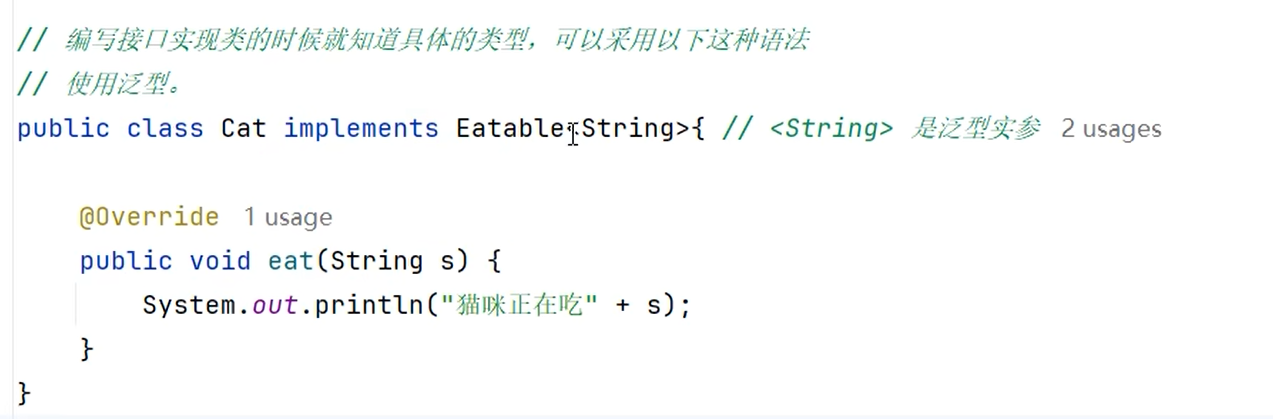 // 编写接口实现类的时候就知道具体的类型，可以采用以下这种语法
// 使用泛型。
public class Cat implements Eatable<String>{ // <String> 是泛型实参 2 usages
@Override 1 usage
public void eat(String s) {
System.out.println("猫咪正在吃" + s);
}
}